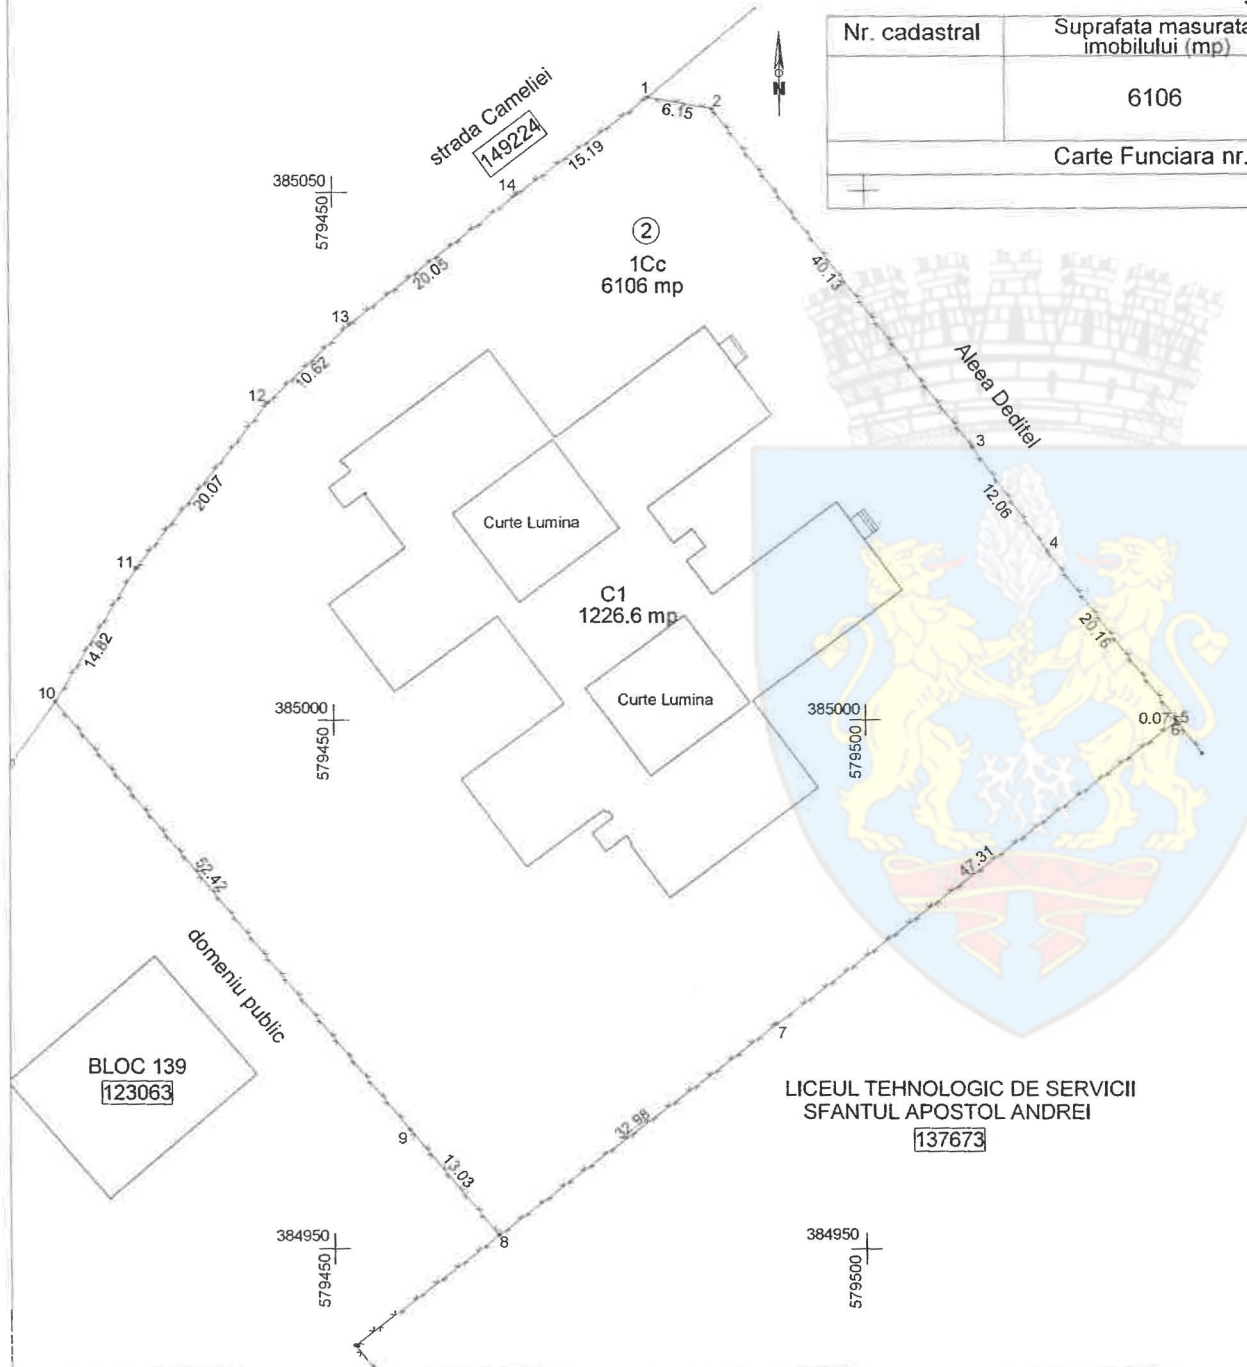 Nr. cadastral
Suprafata masurata
imobilului (mp)
6106
Carte Funciara nr.
N
strada Cameliei
149224
1
6.15
2
15.19
14
385050
579450
20.05
2
1Cc
6106 mp
40.13
13
10.62
12
Aleea Deditel
3
20.07
12.06
Curte Lumina
4
11
C1
1226.6 mp
20.16
14.82
10
Curte Lumina
385000
579450
385000
579500
0.07
5
6
52.42
47.31
domeniu public
7
BLOC 139
123063
LICEUL TEHNOLOGIC DE SERVICII
SFANTUL APOSTOL ANDREI
137673
32.98
9
13.03
8
384950
579450
384950
579500